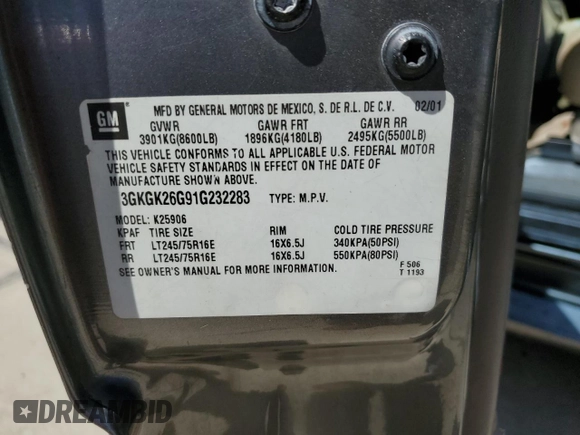 GM
MFD BY GENERAL MOTORS DE MEXICO, S. DE R.L. DE C.V. 02/01
GVWR GAWR FRT GAWR RR
3901KG(8600LB) 1896KG(4180LB) 2495KG(5500LB)
THIS VEHICLE CONFORMS TO ALL APPLICABLE U.S. FEDERAL MOTOR
VEHICLE SAFETY STANDARDS IN EFFECT ON THE DATE OF
MANUFACTURE SHOWN ABOVE.
3GKGK26G91G232283 TYPE: M.P.V.
MODEL: K25906
KPAF TIRE SIZE RIM COLD TIRE PRESSURE
FRT LT245/75R16E 16X6.5J 340KPA(50PSI)
RR LT245/75R16E 16X6.5J 550KPA(80PSI)
SEE OWNER'S MANUAL FOR MORE INFORMATION.
F 506
T 1193
DREAMBID